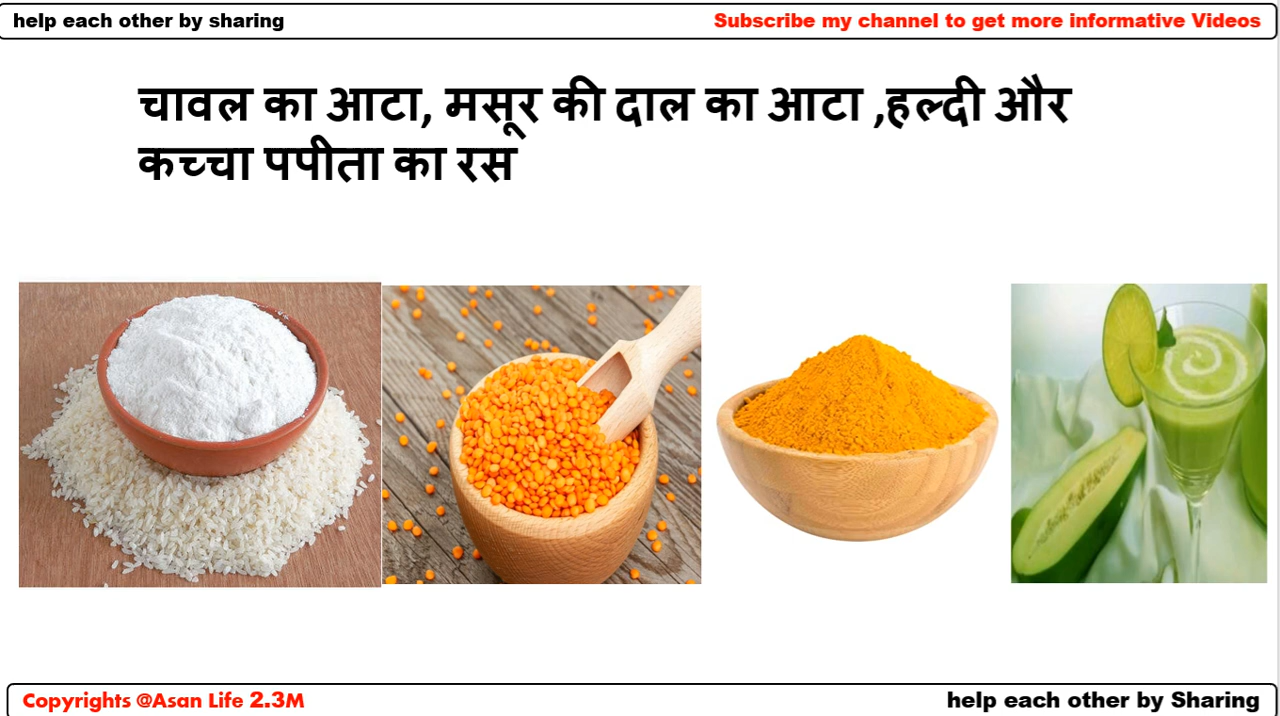 help each other by sharing
Subscribe my channel to get more informative Videos
चावल का आटा, मसूर की दाल का आटा ,हल्दी और
कच्चा पपीता का रस
Copyrights @Asan Life 2.3M
help each other by Sharing